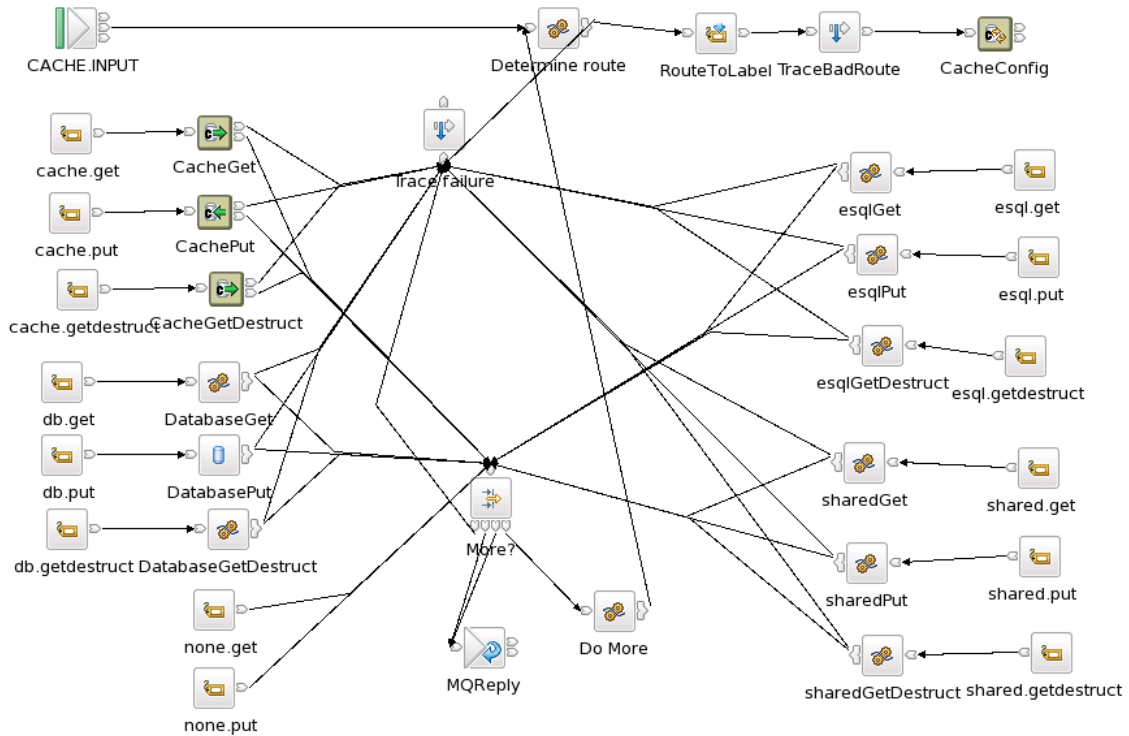 CACHE.INPUT
Determine route
RouteToLabel
TraceBadRoute
CacheConfig
cache.get
CacheGet
Trace failure
esqlGet
esql.get
cache.put
CachePut
esqlPut
esql.put
cache.getdestruct
CacheGetDestruct
esqlGetDestruct
esql.getdestruct
db.get
DatabaseGet
db.put
DatabasePut
sharedGet
shared.get
More?
db.getdestruct
DatabaseGetDestruct
sharedPut
shared.put
none.get
Do More
MQReply
sharedGetDestruct
shared.getdestruct
none.put